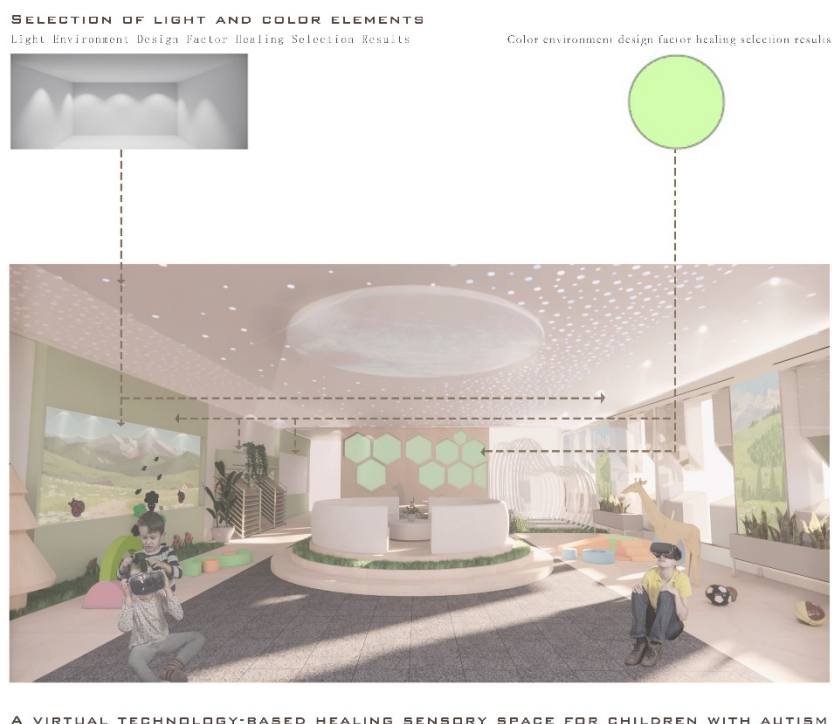 SELECTION OF LIGHT AND COLOR ELEMENTS
Light Environment Design Factor Healing Selection Results
Color environment design factor healing selection results
A VIRTUAL TECHNOLOGY-BASED HEALING SENSORY SPACE FOR CHILDREN WITH AUTISM